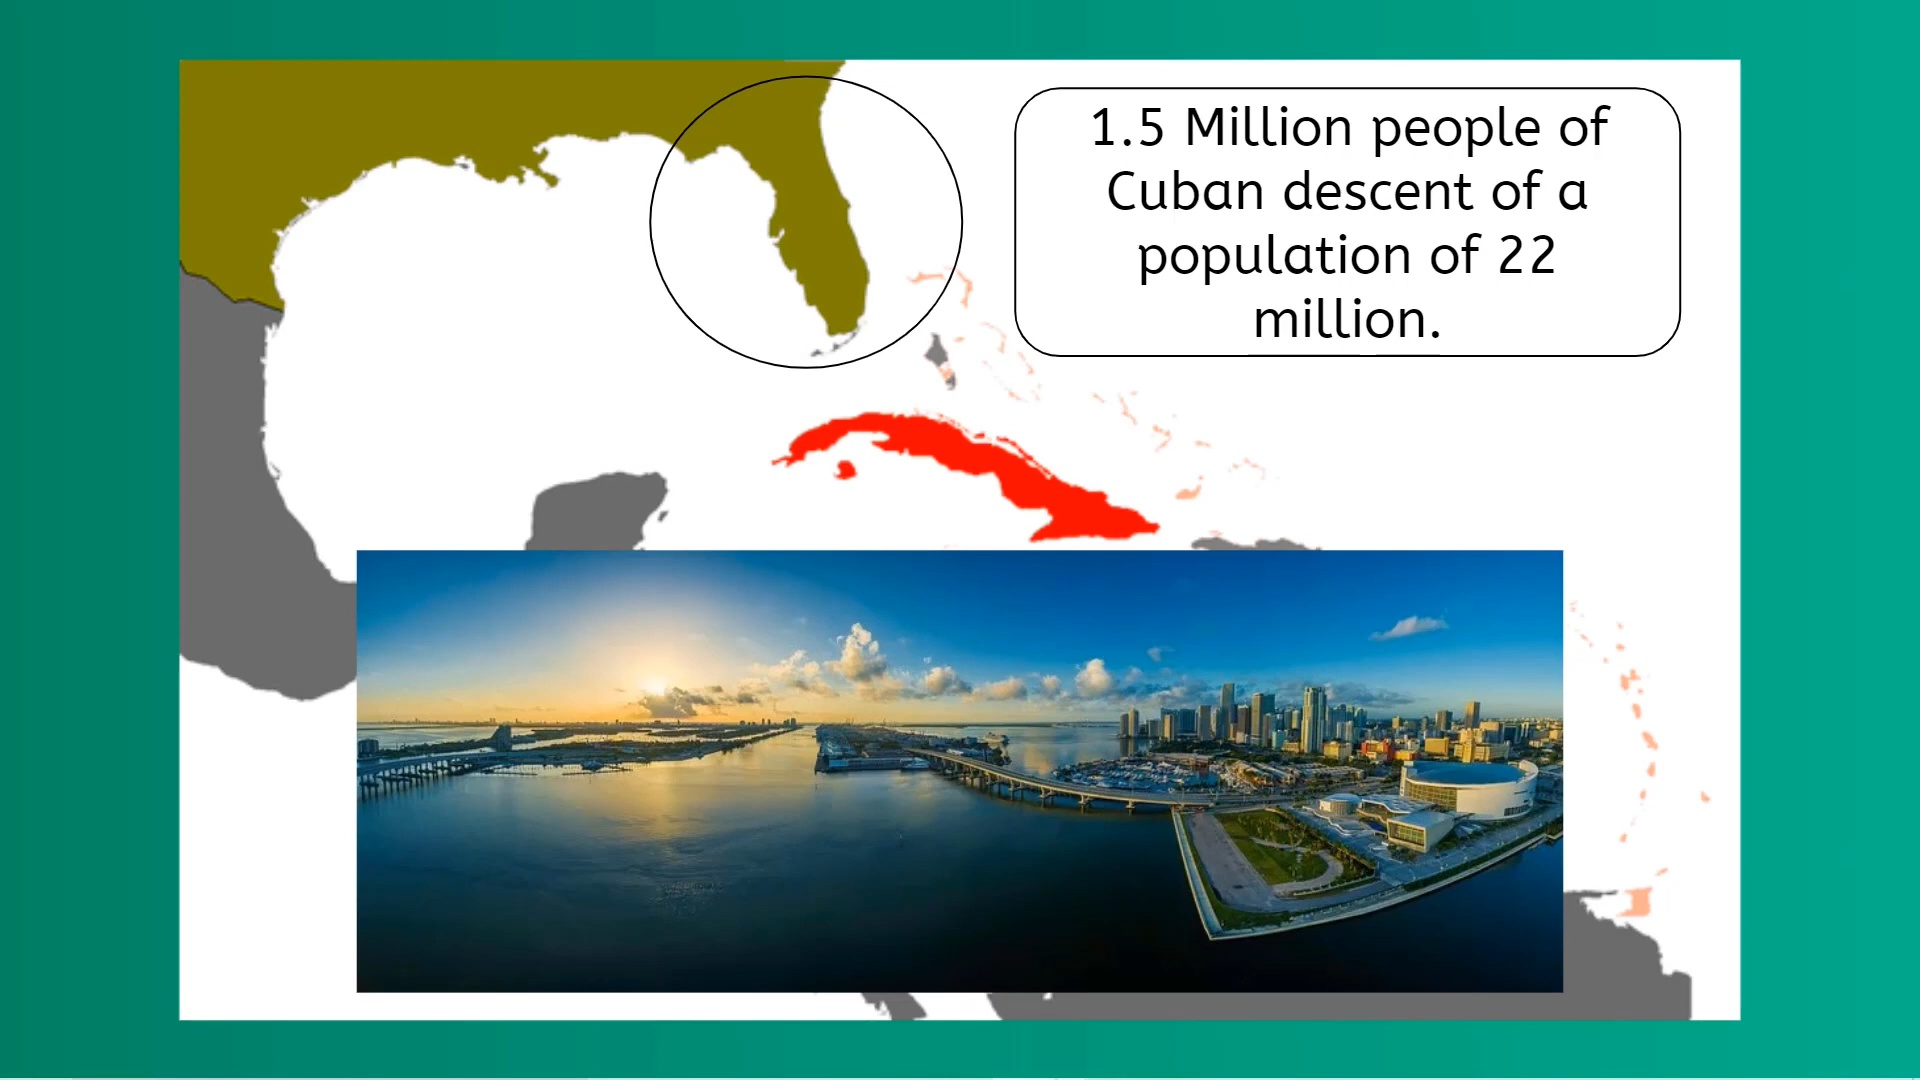 1.5 Million people of
Cuban descent of a
population of 22
million.